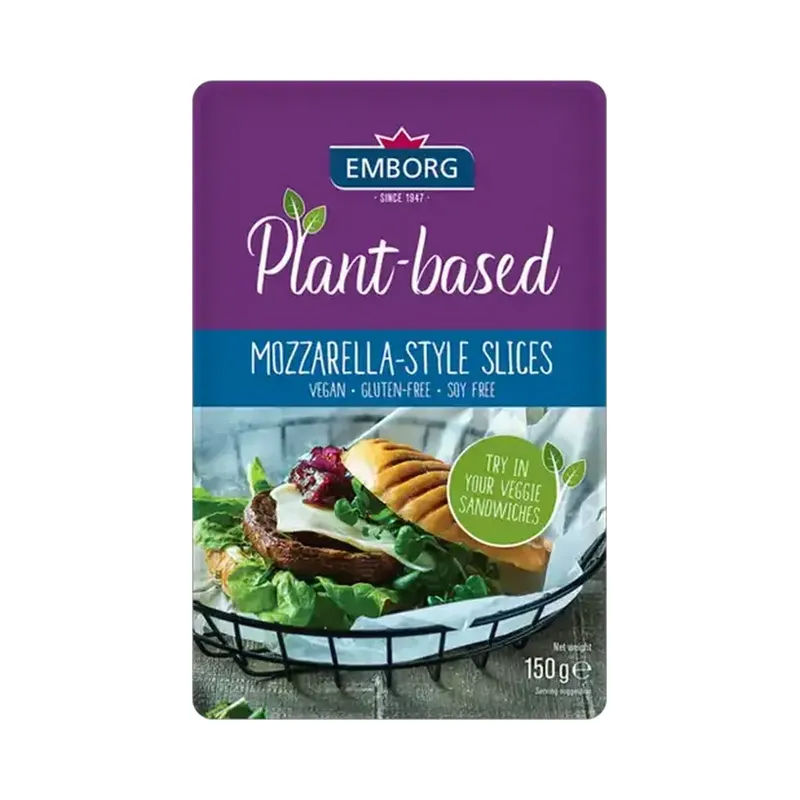 EMBORG
· SINCE 1947 ·
Plant-based
MOZZARELLA-STYLE SLICES
VEGAN · GLUTEN-FREE · SOY FREE
TRY IN
YOUR VEGGIE
SANDWICHES
Net weight
150 g ℮
Serving suggestion